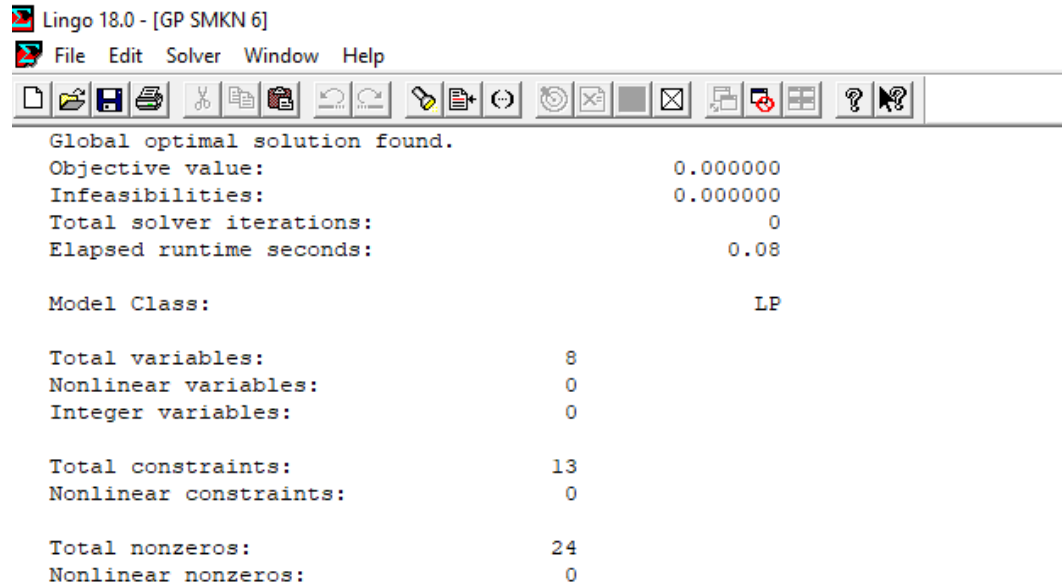 Lingo 18.0 - [GP SMKN 6]
File Edit Solver Window Help
Global optimal solution found.
Objective value: 0.000000
Infeasibilities: 0.000000
Total solver iterations: 0
Elapsed runtime seconds: 0.08
Model Class: LP
Total variables: 8
Nonlinear variables: 0
Integer variables: 0
Total constraints: 13
Nonlinear constraints: 0
Total nonzeros: 24
Nonlinear nonzeros: 0